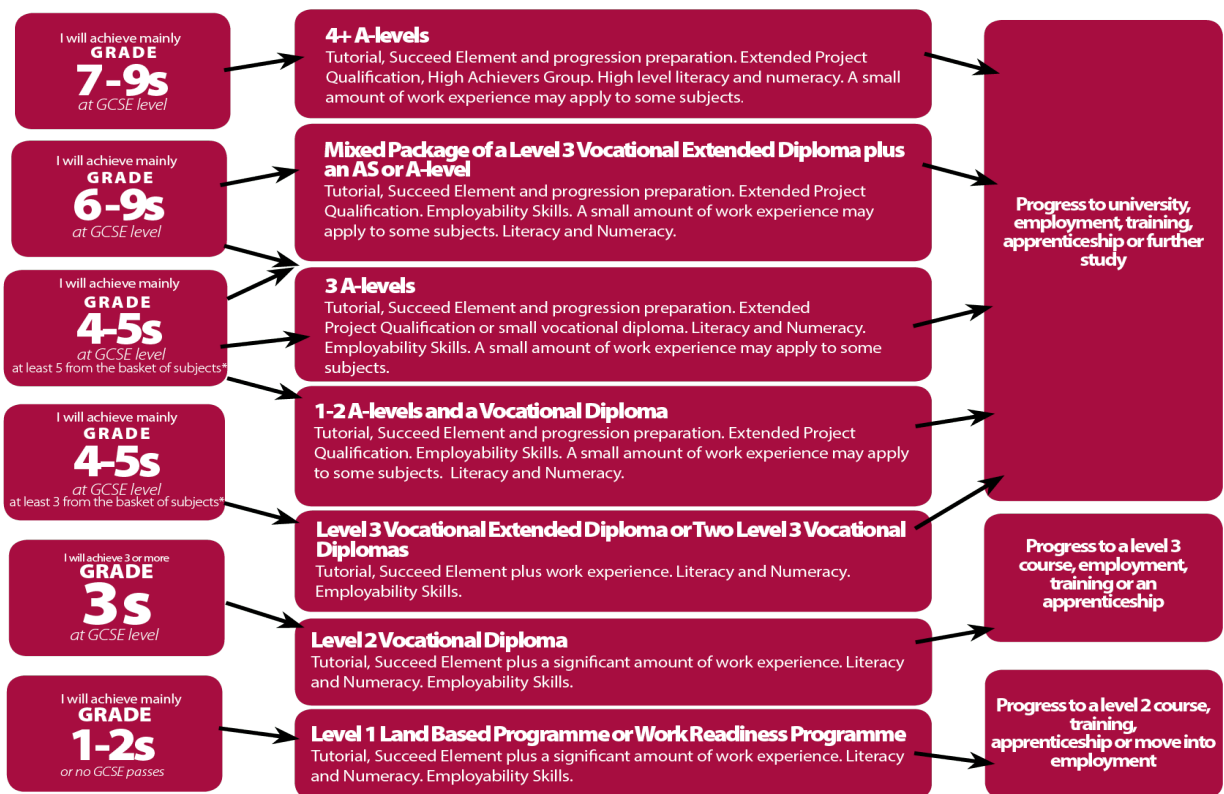 I will achieve mainly
GRADE
7-9s
at GCSE level
4+ A-levels
Tutorial, Succeed Element and progression preparation. Extended Project
Qualification, High Achievers Group. High level literacy and numeracy. A small
amount of work experience may apply to some subjects.
I will achieve mainly
GRADE
6-9s
at GCSE level
Mixed Package of a Level 3 Vocational Extended Diploma plus
an AS or A-level
Tutorial, Succeed Element and progression preparation. Extended Project
Qualification. Employability Skills. A small amount of work experience may
apply to some subjects. Literacy and Numeracy.
I will achieve mainly
GRADE
4-5s
at GCSE level
at least 5 from the basket of subjects*
3 A-levels
Tutorial, Succeed Element and progression preparation. Extended
Project Qualification or small vocational diploma. Literacy and Numeracy.
Employability Skills. A small amount of work experience may apply to some
subjects.
I will achieve mainly
GRADE
4-5s
at GCSE level
at least 3 from the basket of subjects*
1-2 A-levels and a Vocational Diploma
Tutorial, Succeed Element and progression preparation. Extended Project
Qualification. Employability Skills. A small amount of work experience may apply
to some subjects. Literacy and Numeracy.
Level 3 Vocational Extended Diploma or Two Level 3 Vocational
Diplomas
Tutorial, Succeed Element plus work experience. Literacy and Numeracy.
Employability Skills.
I will achieve 3 or more
GRADE
3s
at GCSE level
Level 2 Vocational Diploma
Tutorial, Succeed Element plus a significant amount of work experience. Literacy
and Numeracy. Employability Skills.
I will achieve mainly
GRADE
1-2s
or no GCSE passes
Level 1 Land Based Programme or Work Readiness Programme
Tutorial, Succeed Element plus a significant amount of work experience. Literacy
and Numeracy. Employability Skills.
Progress to university,
employment, training,
apprenticeship or further
study
Progress to a level 3
course, employment,
training or an
apprenticeship
Progress to a level 2 course,
training,
apprenticeship or move into
employment